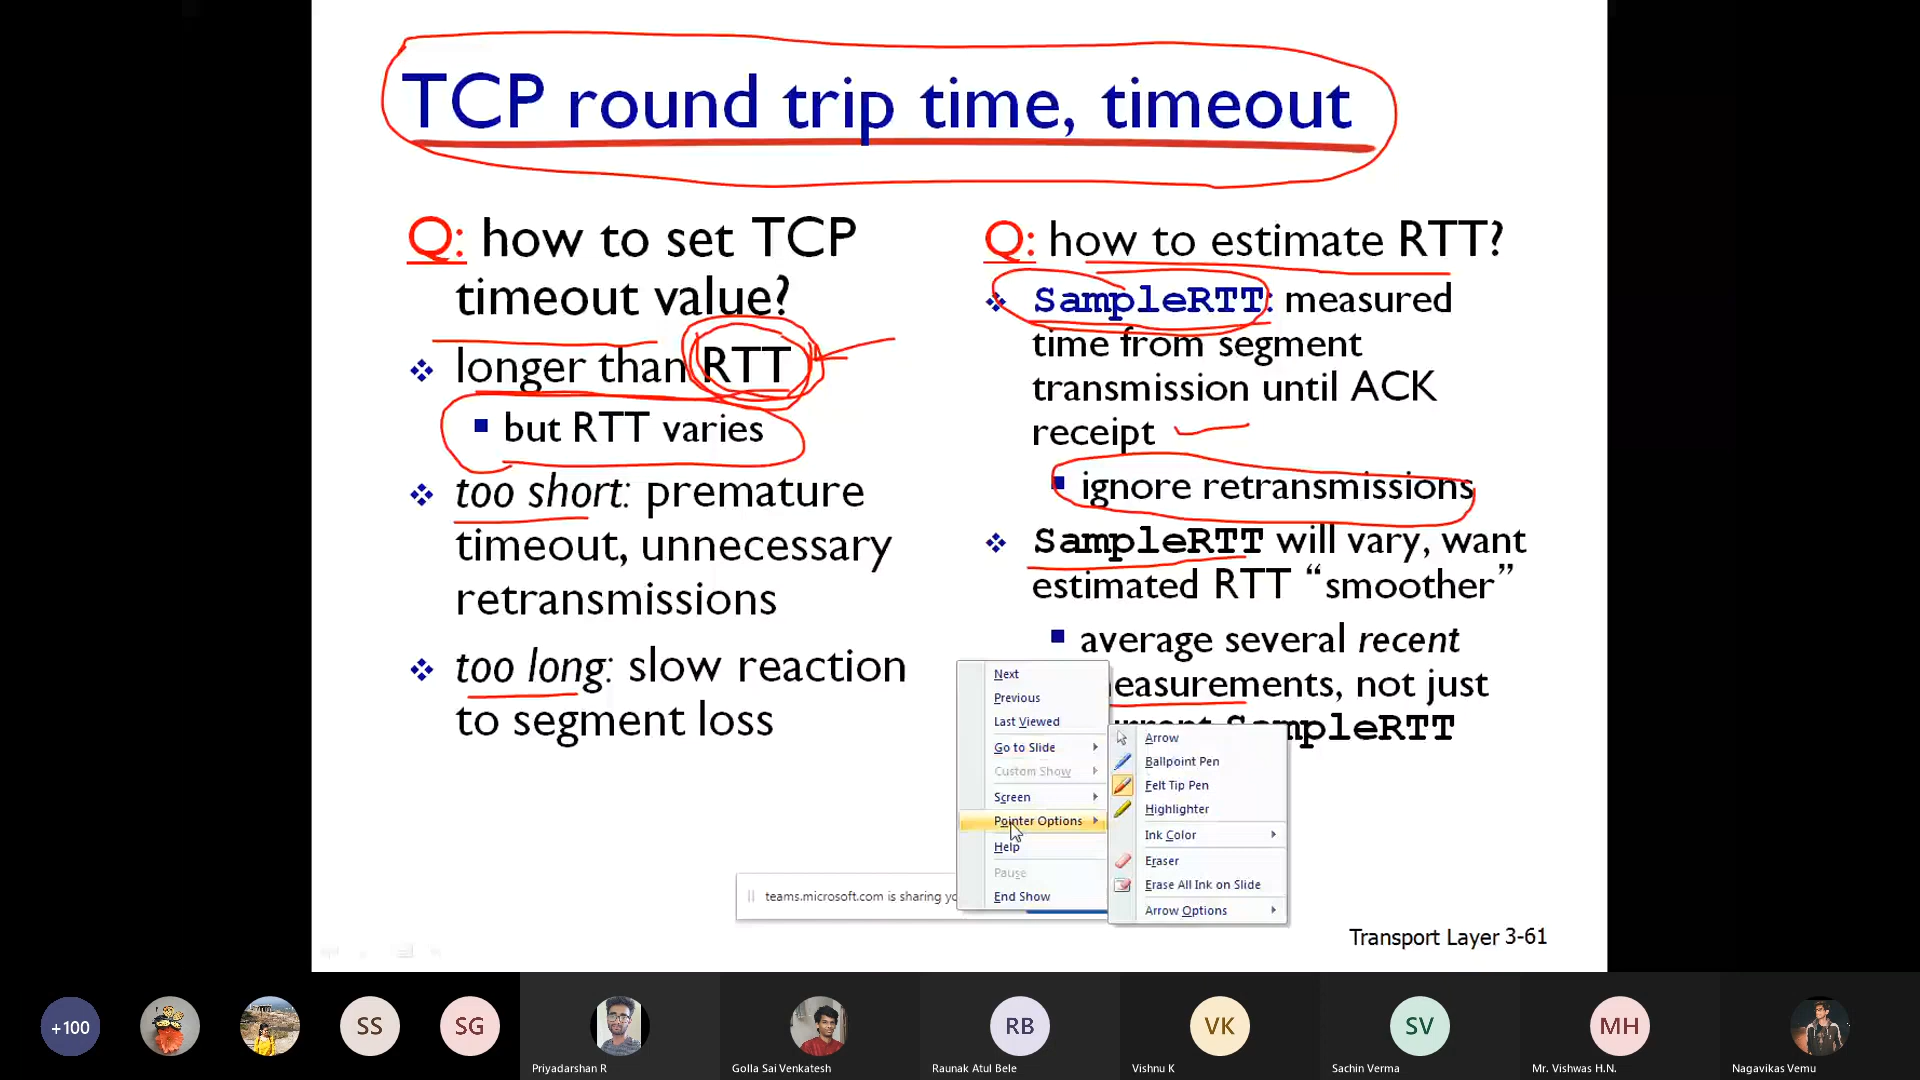 TCP round trip time, timeout
Q: how to set TCP
timeout value?
longer than RTT
but RTT varies
too short: premature
timeout, unnecessary
retransmissions
too long: slow reaction
to segment loss
Q: how to estimate RTT?
SampleRTT: measured
time from segment
transmission until ACK
receipt
ignore retransmissions
SampleRTT will vary, want
estimated RTT “smoother”
average several recent
measurements, not just
current SampleRTT
Next
Previous
Last Viewed
Go to Slide
Custom Show
Screen
Pointer Options
Help
Pause
End Show
Arrow
Ballpoint Pen
Felt Tip Pen
Highlighter
Ink Color
Eraser
Erase All Ink on Slide
Arrow Options
teams.microsoft.com is sharing yo
Transport Layer 3-61
+100
SS
SG
RB
VK
SV
MH
Priyadarshan R
Golla Sai Venkatesh
Raunak Atul Bele
Vishnu K
Sachin Verma
Mr. Vishwas H.N.
Nagavikas Vemu